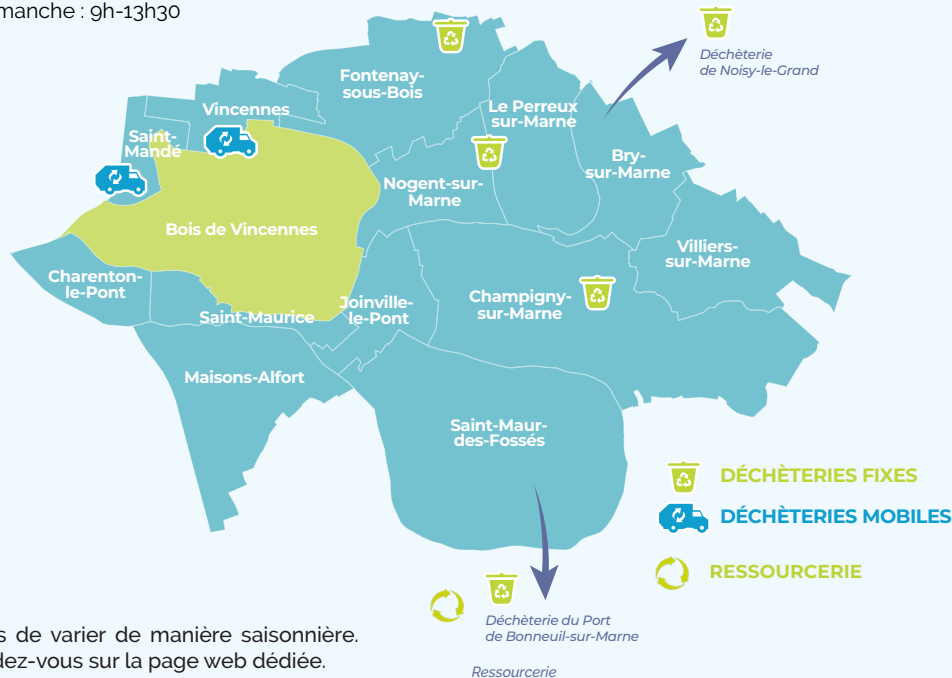 manche : 9h-13h30
Déchèterie
de Noisy-le-Grand
Fontenay-
sous-Bois
Vincennes
Le Perreux
sur-Marne
Saint-
Mandé
Bry-
sur-Marne
Nogent-sur-
Marne
Bois de Vincennes
Villiers-
sur-Marne
Charenton-
le-Pont
Saint-Maurice
Joinville-
le-Pont
Champigny-
sur-Marne
Maisons-Alfort
Saint-Maur-
des-Fossés
DÉCHÈTERIES FIXES
DÉCHÈTERIES MOBILES
RESSOURCERIE
Déchèterie du Port
de Bonneuil-sur-Marne
Ressourcerie
s de varier de manière saisonnière.
dez-vous sur la page web dédiée.